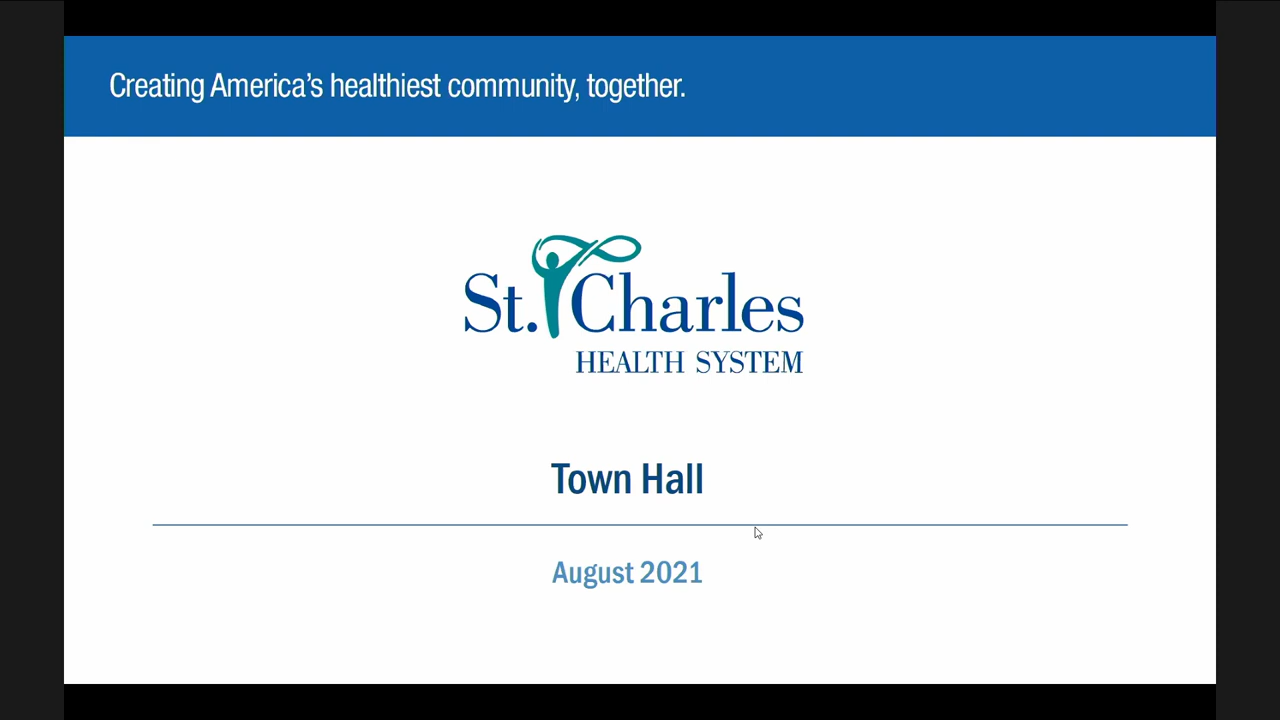 Creating America's healthiest community, together.
St. Charles
HEALTH SYSTEM
Town Hall
August 2021